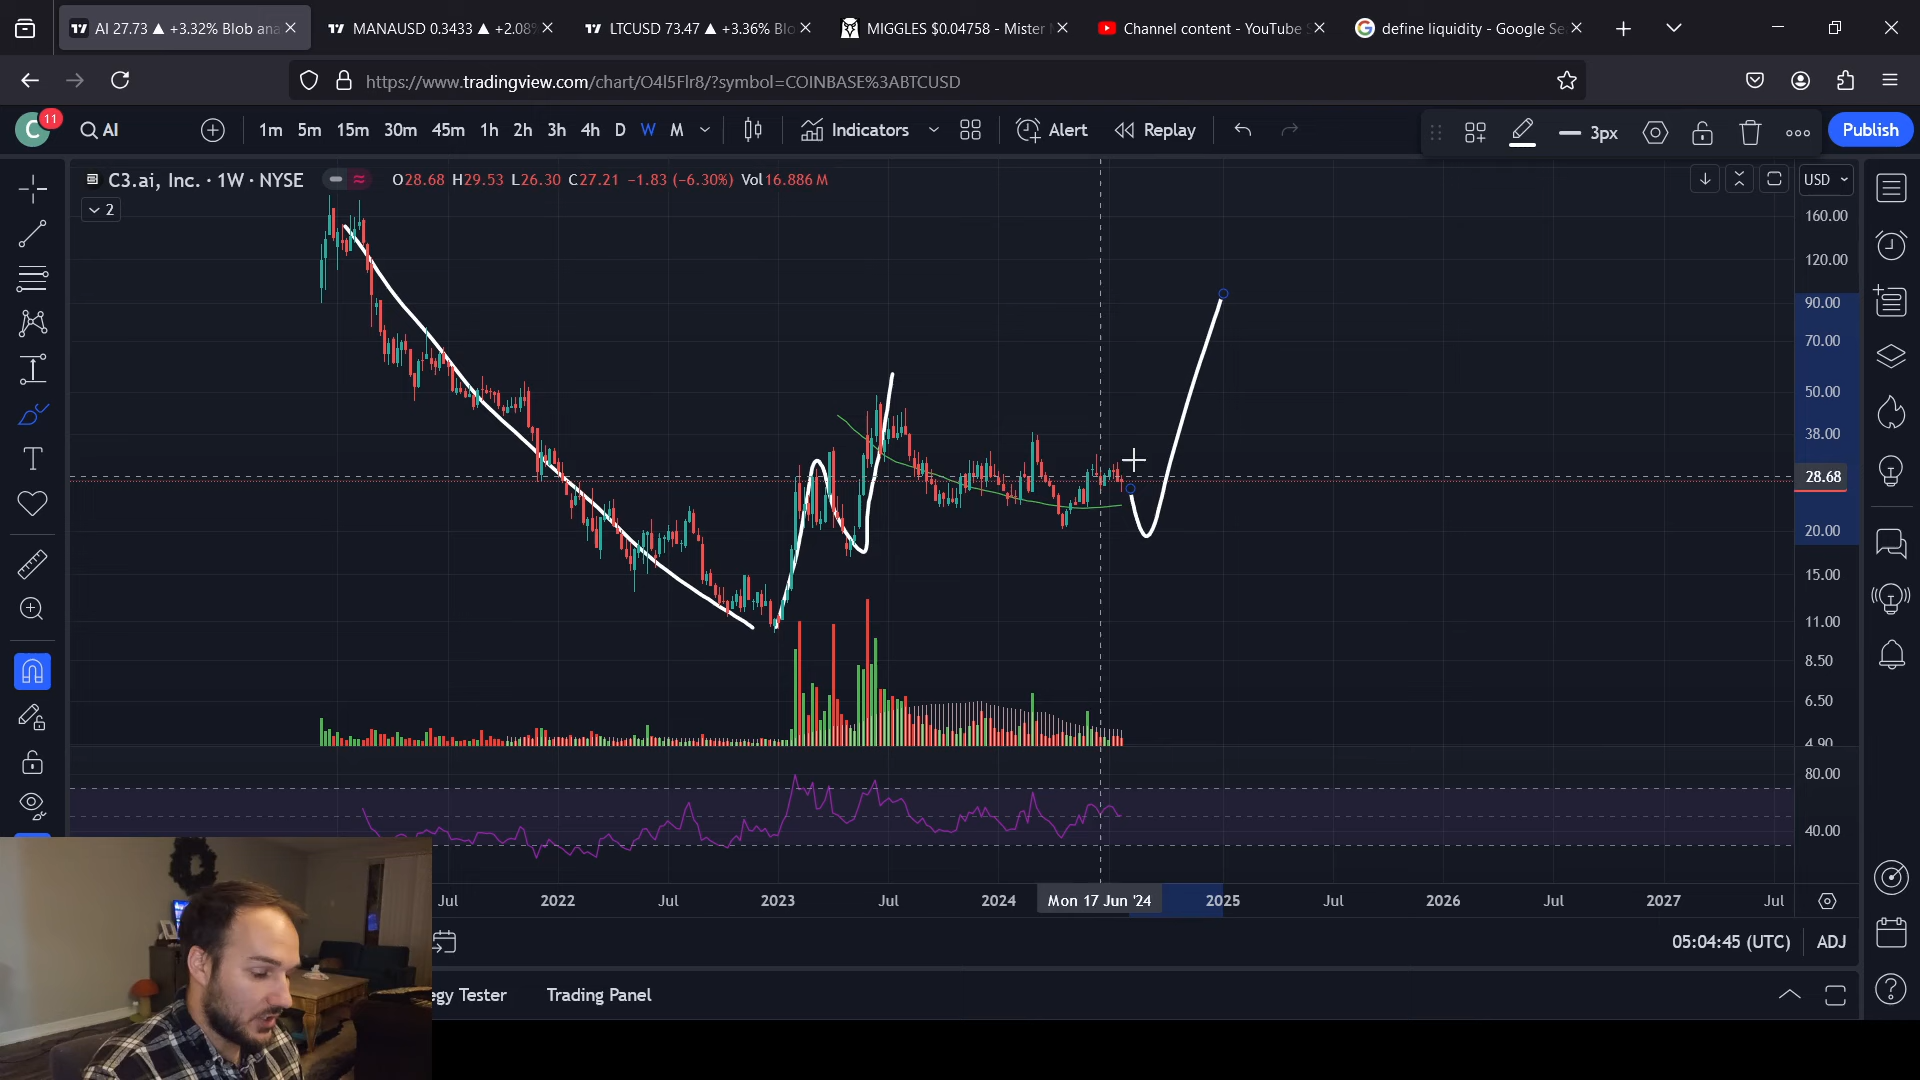 AI 27.73 ▲ +3.32% Blob ana
MANAUSD 0.3433 ▲ +2.08%
LTCUSD 73.47 ▲ +3.36% Blo
MIGGLES $0.04758 - Mister
Channel content - YouTube S
define liquidity - Google Se
https://www.tradingview.com/chart/O4l5Flr8/?symbol=COINBASE%3ABTCUSD
C 11 AI 1m 5m 15m 30m 45m 1h 2h 3h 4h D W M Indicators Alert Replay 3px Publish
C3.ai, Inc. · 1W · NYSE O28.68 H29.53 L26.30 C27.21 −1.83 (−6.30%) Vol16.886 M
USD
2
160.00
120.00
90.00
70.00
50.00
38.00
28.68
20.00
15.00
11.00
8.50
6.50
4.90
80.00
40.00
Jul 2022 Jul 2023 Jul 2024 Mon 17 Jun '24 2025 Jul 2026 Jul 2027 Jul
05:04:45 (UTC) ADJ
egy Tester Trading Panel